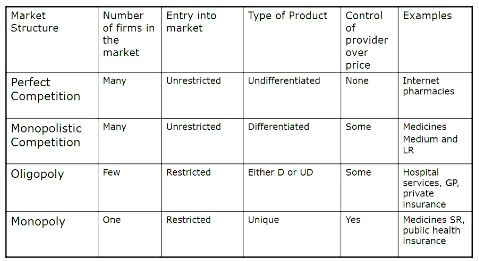 Market Structure | Number of firms in the market | Entry into market | Type of Product | Control of provider over price | Examples
Perfect Competition | Many | Unrestricted | Undifferentiated | None | Internet pharmacies
Monopolistic Competition | Many | Unrestricted | Differentiated | Some | Medicines Medium and LR
Oligopoly | Few | Restricted | Either D or UD | Some | Hospital services, GP, private insurance
Monopoly | One | Restricted | Unique | Yes | Medicines SR, public health insurance